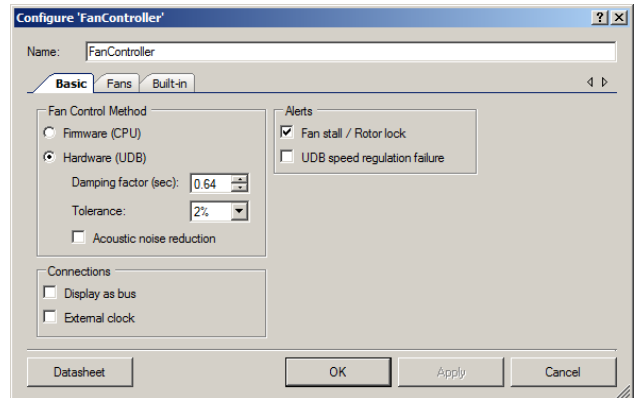 Configure 'FanController'
Name: FanController
Basic Fans Built-in
Fan Control Method
Firmware (CPU)
Hardware (UDB)
Damping factor (sec): 0.64
Tolerance: 2%
Acoustic noise reduction
Connections
Display as bus
External clock
Alerts
Fan stall / Rotor lock
UDB speed regulation failure
Datasheet OK Apply Cancel